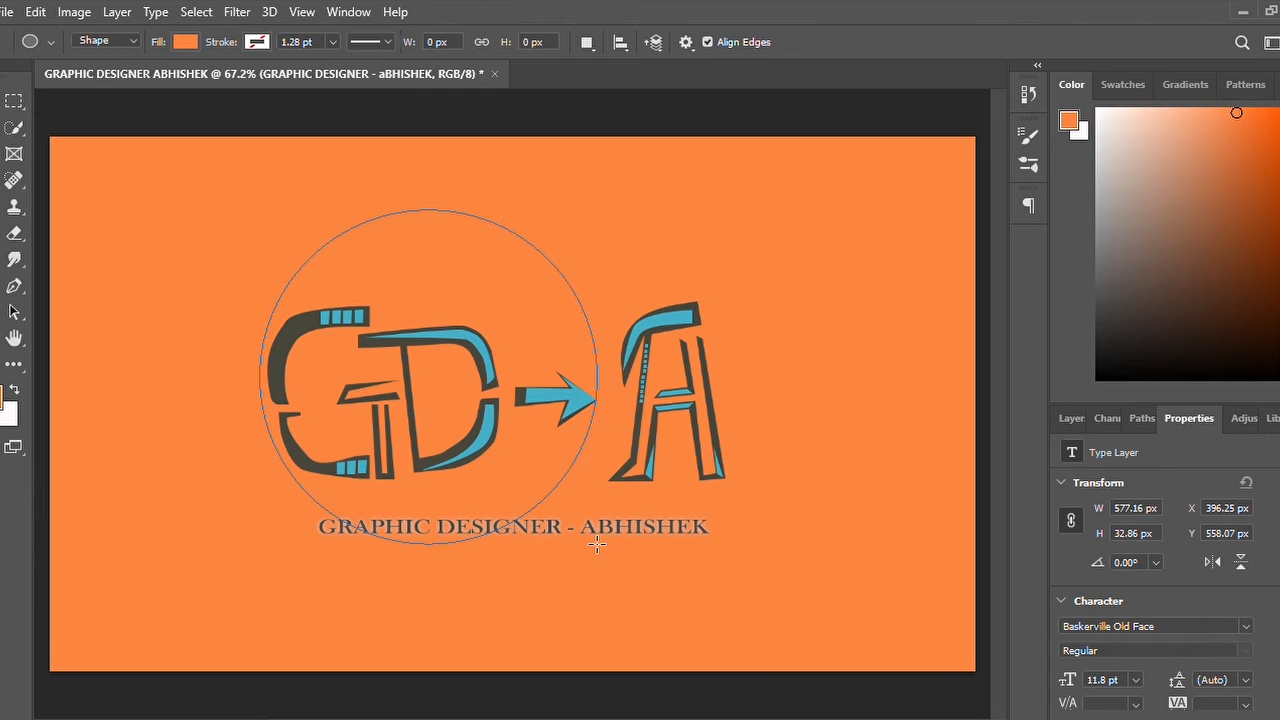 File Edit Image Layer Type Select Filter 3D View Window Help
Shape Fill: Stroke: 1.28 pt W: 0 px H: 0 px Align Edges
GRAPHIC DESIGNER ABHISHEK @ 67.2% (GRAPHIC DESIGNER - aBHISHEK, RGB/8) * ×
Color Swatches Gradients Patterns
GD A
GRAPHIC DESIGNER - ABHISHEK
Layer Chann Paths Properties Adjus Lib
T Type Layer
Transform
W 577.16 px X 396.25 px
H 32.86 px Y 558.07 px
0.00°
Character
Baskerville Old Face
Regular
11.8 pt (Auto)
V/A VA